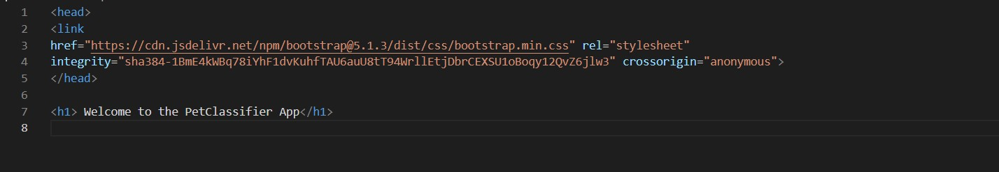 1 <head>
2 <link
3 href="https://cdn.jsdelivr.net/npm/bootstrap@5.1.3/dist/css/bootstrap.min.css" rel="stylesheet"
4 integrity="sha384-1BmE4kWBq78iYhF1dvKuhfTAU6auU8tT94WrllEtjDbrCEXSU1oBoqy12QvZ6jlw3" crossorigin="anonymous">
5 </head>
6
7 <h1> Welcome to the PetClassifier App</h1>
8